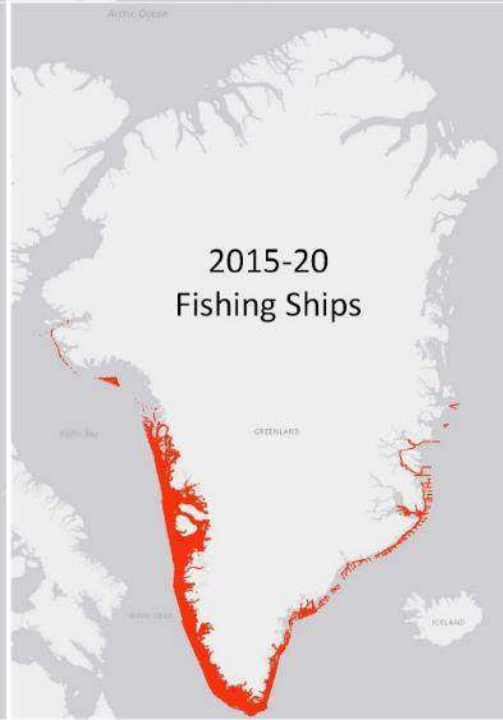 Arctic Ocean
2015-20
Fishing Ships
GREENLAND
Baffin Bay
ICELAND